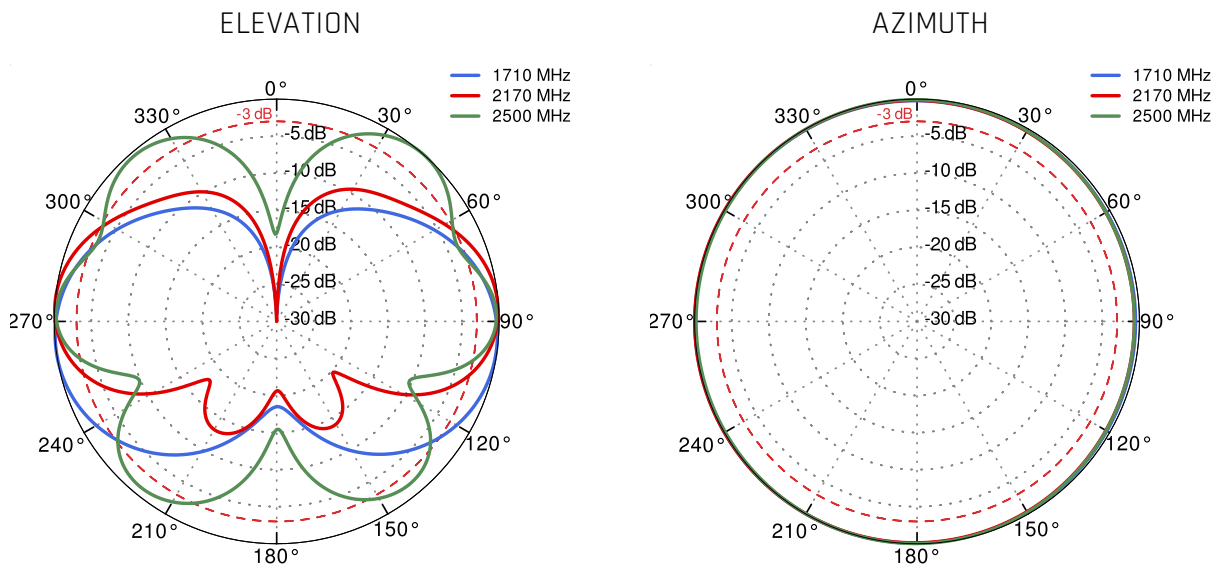 ELEVATION
1710 MHz
2170 MHz
2500 MHz
0°
330°
-3 dB
30°
-5 dB
-10 dB
300°
-15 dB
60°
-20 dB
-25 dB
270°
-30 dB
90°
240°
120°
210°
150°
180°
AZIMUTH
1710 MHz
2170 MHz
2500 MHz
0°
330°
-3 dB
30°
-5 dB
-10 dB
300°
-15 dB
60°
-20 dB
-25 dB
270°
-30 dB
90°
240°
120°
210°
150°
180°